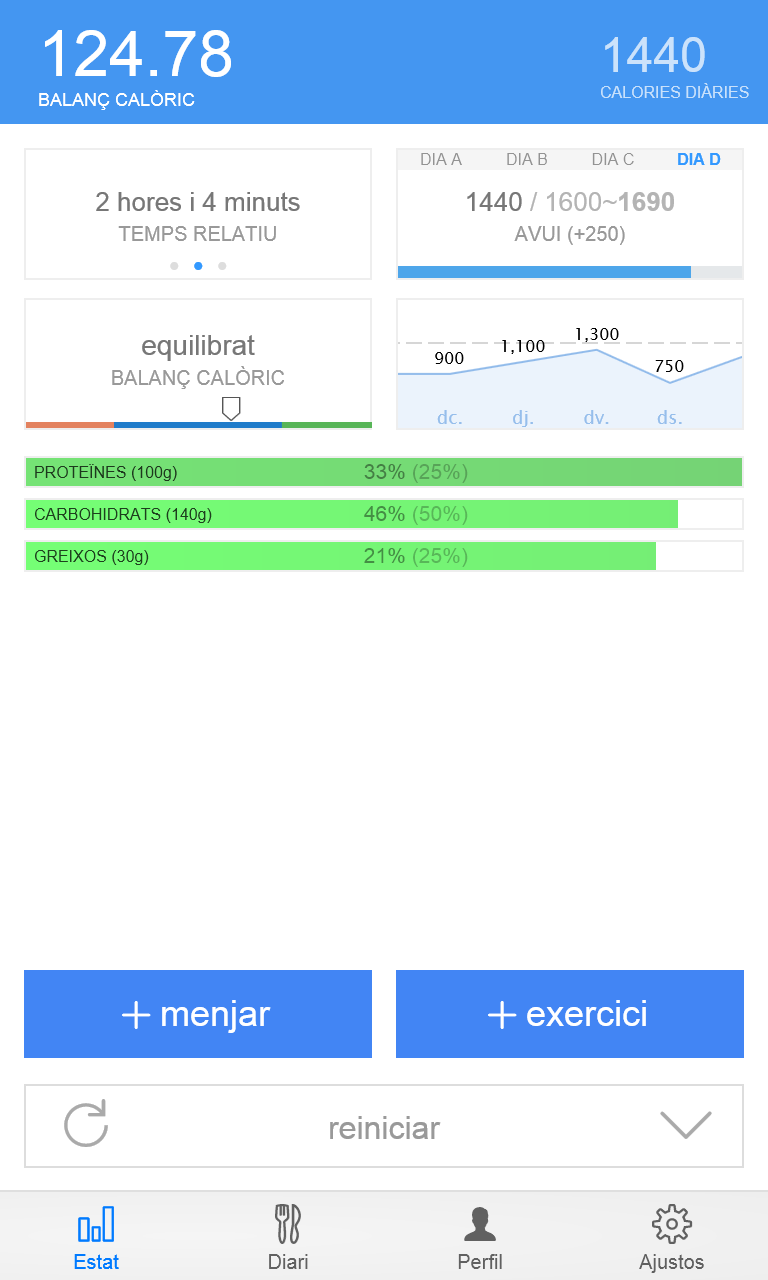 124.78
BALANÇ CALÒRIC
1440
CALORIES DIÀRIES
2 hores i 4 minuts
TEMPS RELATIU
DIA A DIA B DIA C DIA D
1440 / 1600~1690
AVUI (+250)
equilibrat
BALANÇ CALÒRIC
900 1,100 1,300 750
dc. dj. dv. ds.
PROTEÏNES (100g) 33% (25%)
CARBOHIDRATS (140g) 46% (50%)
GREIXOS (30g) 21% (25%)
+ menjar
+ exercici
reiniciar
Estat Diari Perfil Ajustos